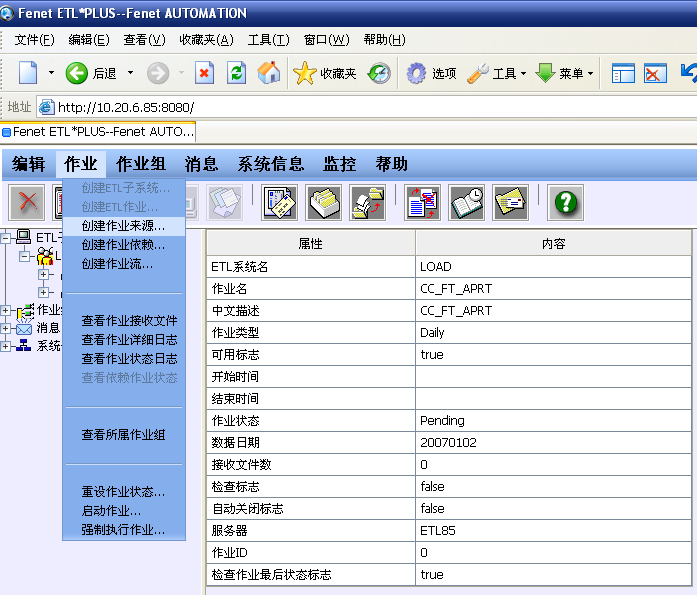 Fenet ETL*PLUS--Fenet AUTOMATION
文件(F) 编辑(E) 查看(V) 收藏夹(A) 工具(T) 窗口(W) 帮助(H)
后退 收藏夹 选项 工具 菜单
地址 http://10.20.6.85:8080/
Fenet ETL*PLUS--Fenet AUTO...
编辑 作业 作业组 消息 系统信息 监控 帮助
创建ETL子系统...
创建ETL作业...
创建作业来源...
创建作业依赖...
创建作业流...
查看作业接收文件
查看作业详细日志
查看作业状态日志
查看依赖作业状态
查看所属作业组
重设作业状态...
启动作业...
强制执行作业...
ETL
L
作业
消息
系统
属性 内容
ETL系统名 LOAD
作业名 CC_FT_APRT
中文描述 CC_FT_APRT
作业类型 Daily
可用标志 true
开始时间
结束时间
作业状态 Pending
数据日期 20070102
接收文件数 0
检查标志 false
自动关闭标志 false
服务器 ETL85
作业ID 0
检查作业最后状态标志 true